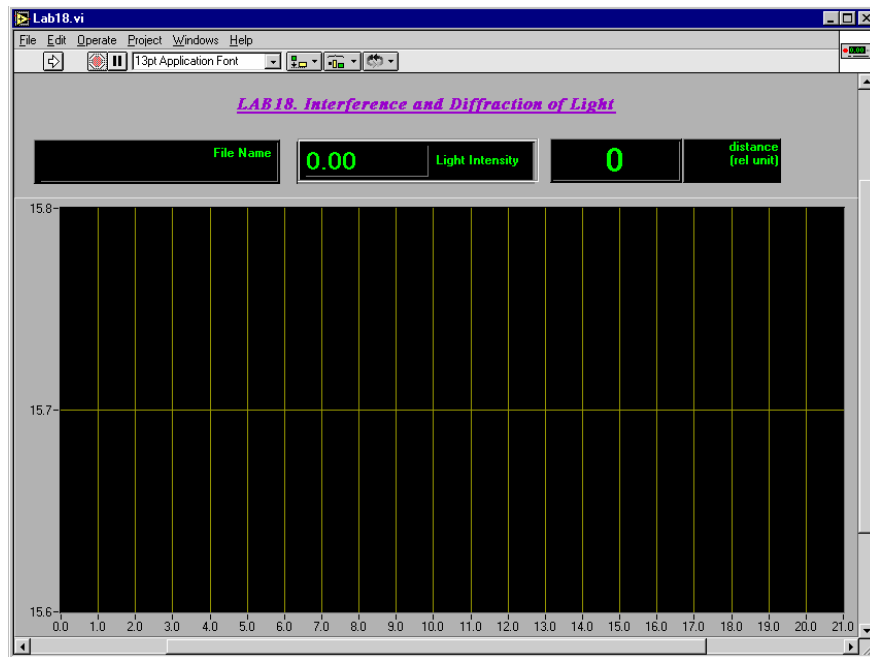 Lab18.vi
File Edit Operate Project Windows Help
13pt Application Font
LAB18. Interference and Diffraction of Light
File Name
0.00 Light Intensity
0
distance
(rel unit)
15.8
15.7
15.6
0.0 1.0 2.0 3.0 4.0 5.0 6.0 7.0 8.0 9.0 10.0 11.0 12.0 13.0 14.0 15.0 16.0 17.0 18.0 19.0 20.0 21.0